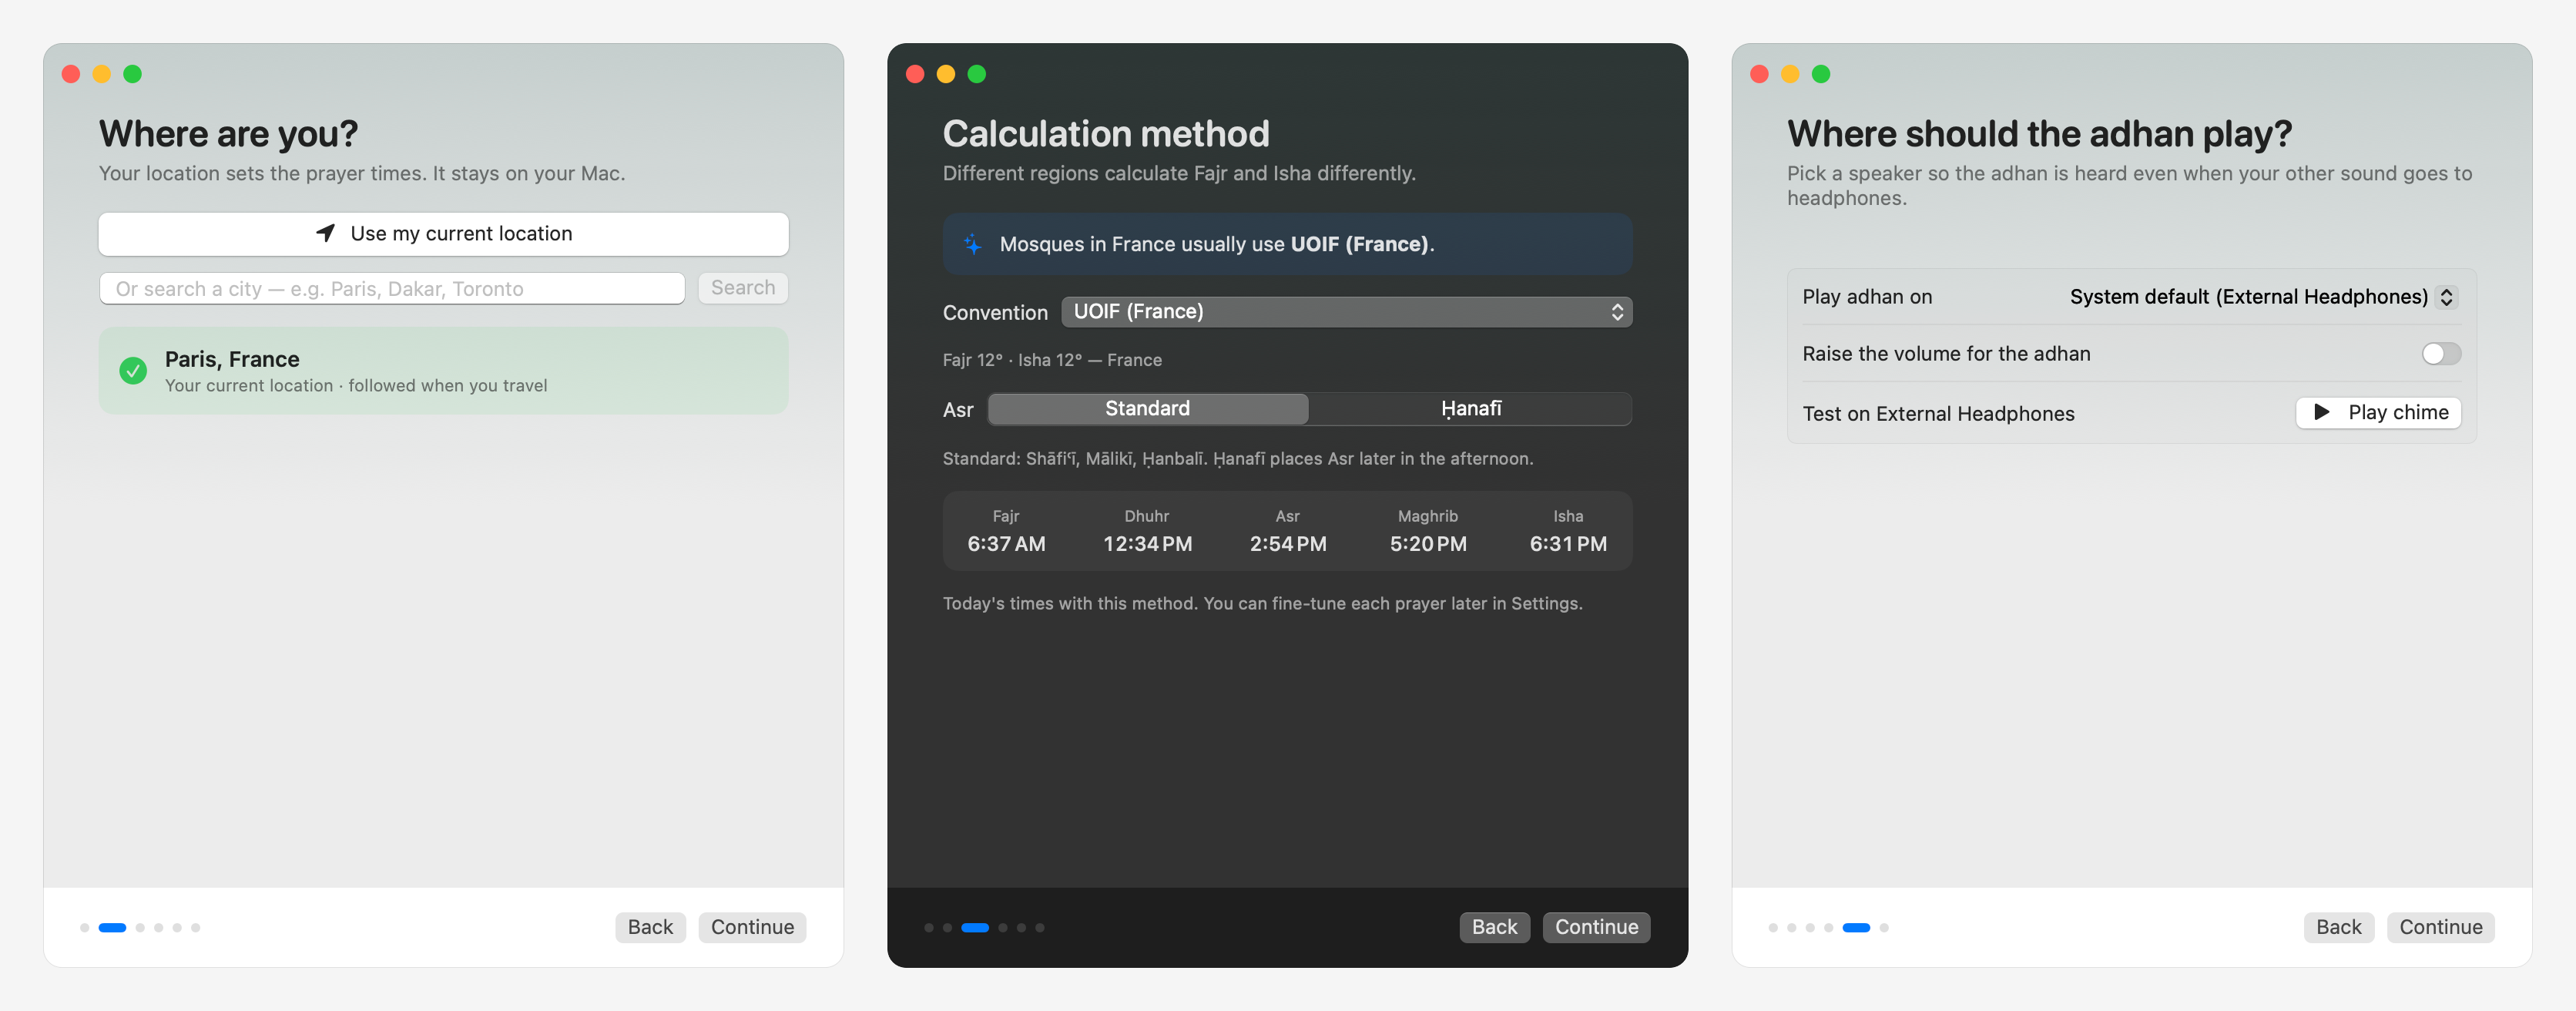 Where are you?
Your location sets the prayer times. It stays on your Mac.
Use my current location
Or search a city — e.g. Paris, Dakar, Toronto
Search
Paris, France
Your current location · followed when you travel
Back
Continue
Calculation method
Different regions calculate Fajr and Isha differently.
Mosques in France usually use UOIF (France).
Convention
UOIF (France)
Fajr 12° · Isha 12° — France
Asr
Standard
Ḥanafī
Standard: Shāfiʿī, Mālikī, Ḥanbalī. Ḥanafī places Asr later in the afternoon.
Fajr Dhuhr Asr Maghrib Isha
6:37 AM 12:34 PM 2:54 PM 5:20 PM 6:31 PM
Today's times with this method. You can fine-tune each prayer later in Settings.
Back
Continue
Where should the adhan play?
Pick a speaker so the adhan is heard even when your other sound goes to
headphones.
Play adhan on
System default (External Headphones)
Raise the volume for the adhan
Test on External Headphones
Play chime
Back
Continue